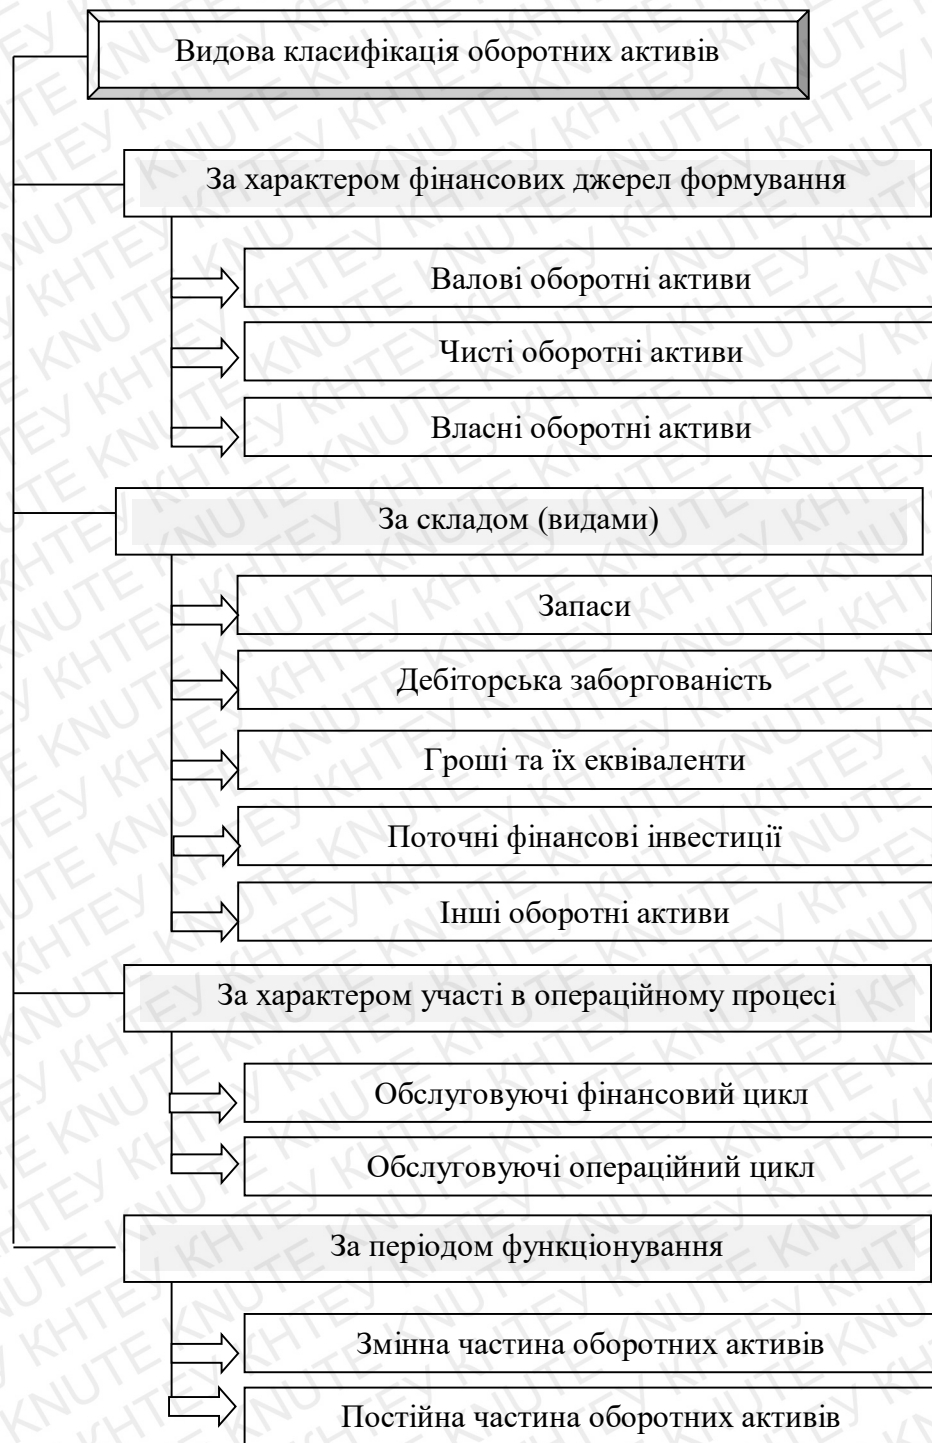 Видова класифікація оборотних активів
За характером фінансових джерел формування
Валові оборотні активи
Чисті оборотні активи
Власні оборотні активи
За складом (видами)
Запаси
Дебіторська заборгованість
Гроші та їх еквіваленти
Поточні фінансові інвестиції
Інші оборотні активи
За характером участі в операційному процесі
Обслуговуючі фінансовий цикл
Обслуговуючі операційний цикл
За періодом функціонування
Змінна частина оборотних активів
Постійна частина оборотних активів